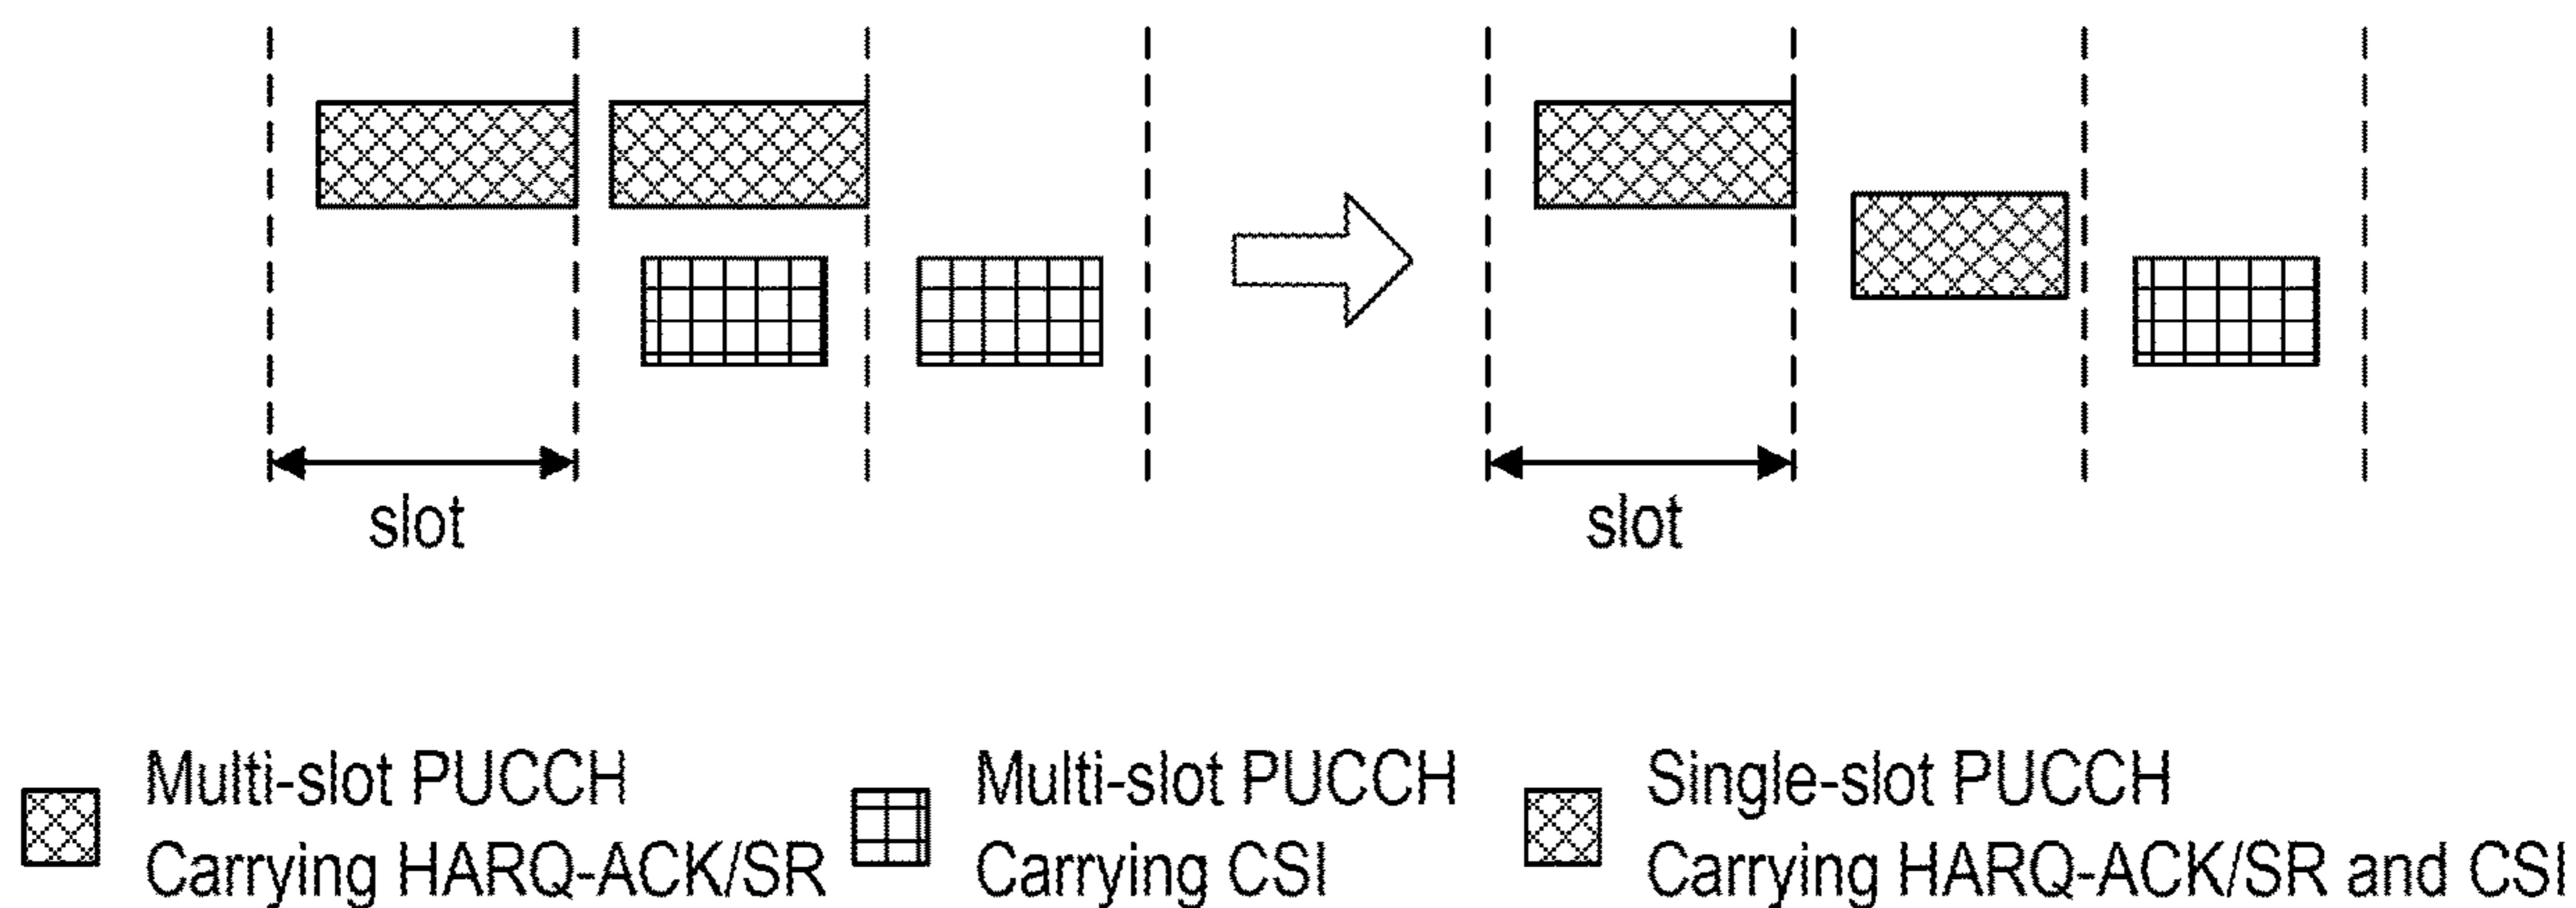 slot
slot
Multi-slot PUCCH
Carrying HARQ-ACK/SR
Multi-slot PUCCH
Carrying CSI
Single-slot PUCCH
Carrying HARQ-ACK/SR and CSI